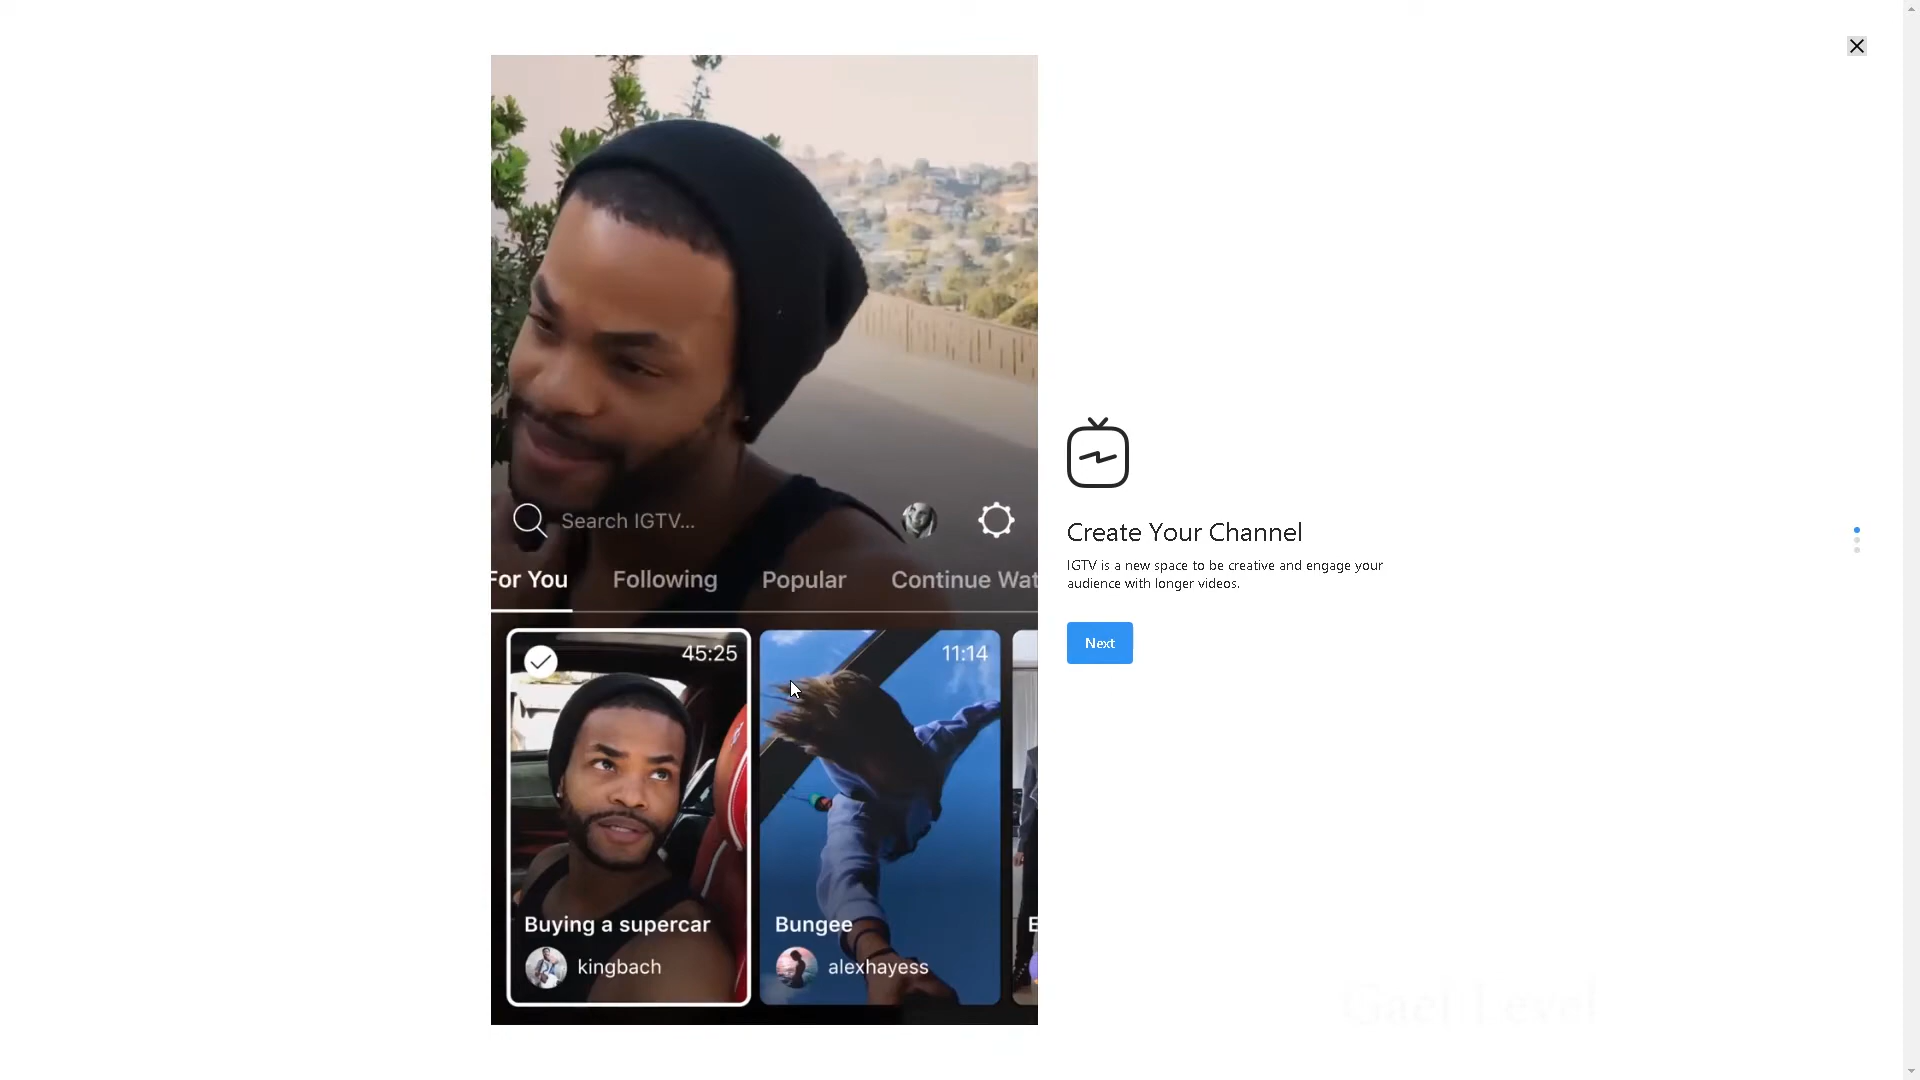 Search IGTV...
For You Following Popular Continue Wat
45:25
11:14
Buying a supercar
kingbach
Bungee
alexhayess
E
Create Your Channel
IGTV is a new space to be creative and engage your
audience with longer videos.
Next
Level